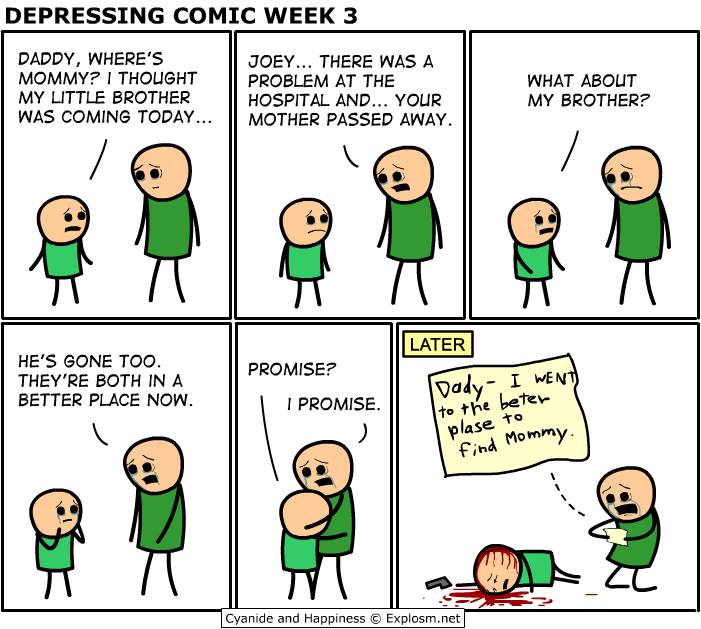 DEPRESSING COMIC WEEK 3
DADDY, WHERE'S
MOMMY? I THOUGHT
MY LITTLE BROTHER
WAS COMING TODAY...
JOEY... THERE WAS A
PROBLEM AT THE
HOSPITAL AND... YOUR
MOTHER PASSED AWAY.
WHAT ABOUT
MY BROTHER?
HE'S GONE TOO.
THEY'RE BOTH IN A
BETTER PLACE NOW.
PROMISE?
I PROMISE.
LATER
Dady- I WENT
to the beter
plase to
find Mommy.
Cyanide and Happiness © Explosm.net